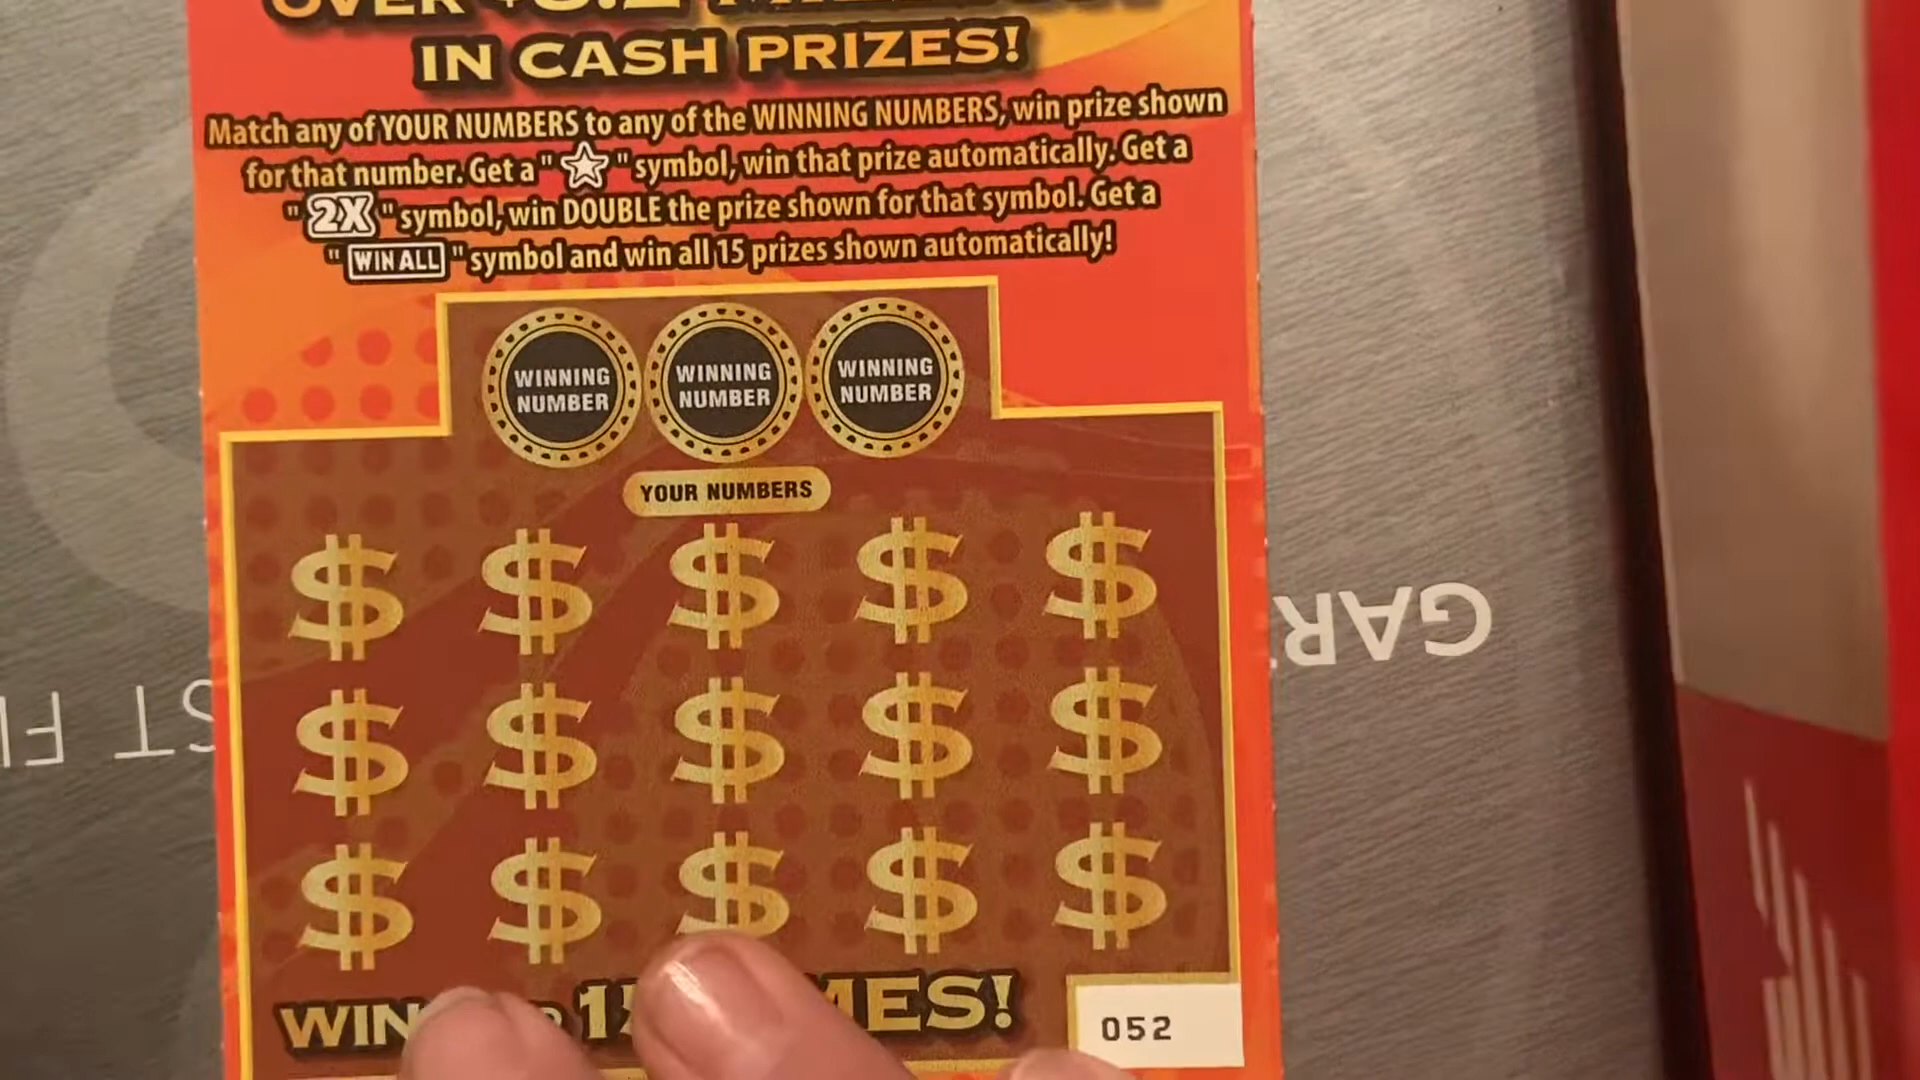 IN CASH PRIZES!
Match any of YOUR NUMBERS to any of the WINNING NUMBERS, win prize shown
for that number. Get a "☆" symbol, win that prize automatically. Get a
"2X" symbol, win DOUBLE the prize shown for that symbol. Get a
"WIN ALL" symbol and win all 15 prizes shown automatically!
WINNING NUMBER
WINNING NUMBER
WINNING NUMBER
YOUR NUMBERS
$ $ $ $ $
$ $ $ $ $
$ $ $ $ $
WIN
052